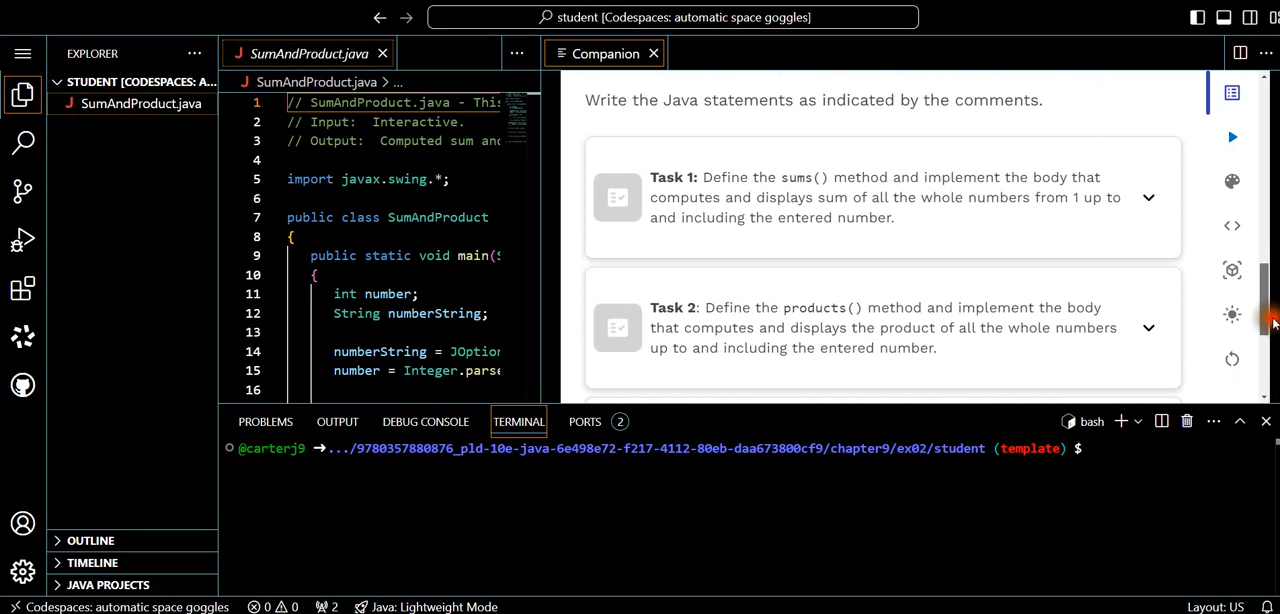 student [Codespaces: automatic space goggles]
EXPLORER
STUDENT [CODESPACES: A...
J SumAndProduct.java
OUTLINE
TIMELINE
JAVA PROJECTS
J SumAndProduct.java
J SumAndProduct.java > ...
1 // SumAndProduct.java - This
2 // Input: Interactive.
3 // Output: Computed sum and
4
5 import javax.swing.*;
6
7 public class SumAndProduct
8 {
9 public static void main(S
10 {
11 int number;
12 String numberString;
13
14 numberString = JOption
15 number = Integer.parse
16
Companion
Write the Java statements as indicated by the comments.
Task 1: Define the sums() method and implement the body that
computes and displays sum of all the whole numbers from 1 up to
and including the entered number.
Task 2: Define the products() method and implement the body
that computes and displays the product of all the whole numbers
up to and including the entered number.
PROBLEMS OUTPUT DEBUG CONSOLE TERMINAL PORTS 2
bash
@carterj9 ➜.../9780357880876_pld-10e-java-6e498e72-f217-4112-80eb-daa673800cf9/chapter9/ex02/student (template) $
Codespaces: automatic space goggles 0 0 2 Java: Lightweight Mode
Layout: US